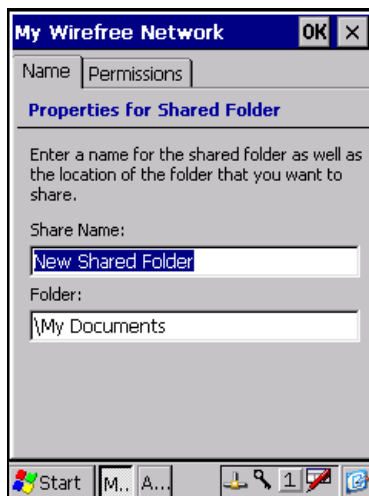 My Wirefree Network OK ×
Name Permissions
Properties for Shared Folder
Enter a name for the shared folder as well as
the location of the folder that you want to
share.
Share Name:
New Shared Folder
Folder:
\My Documents
Start M.. A... 1